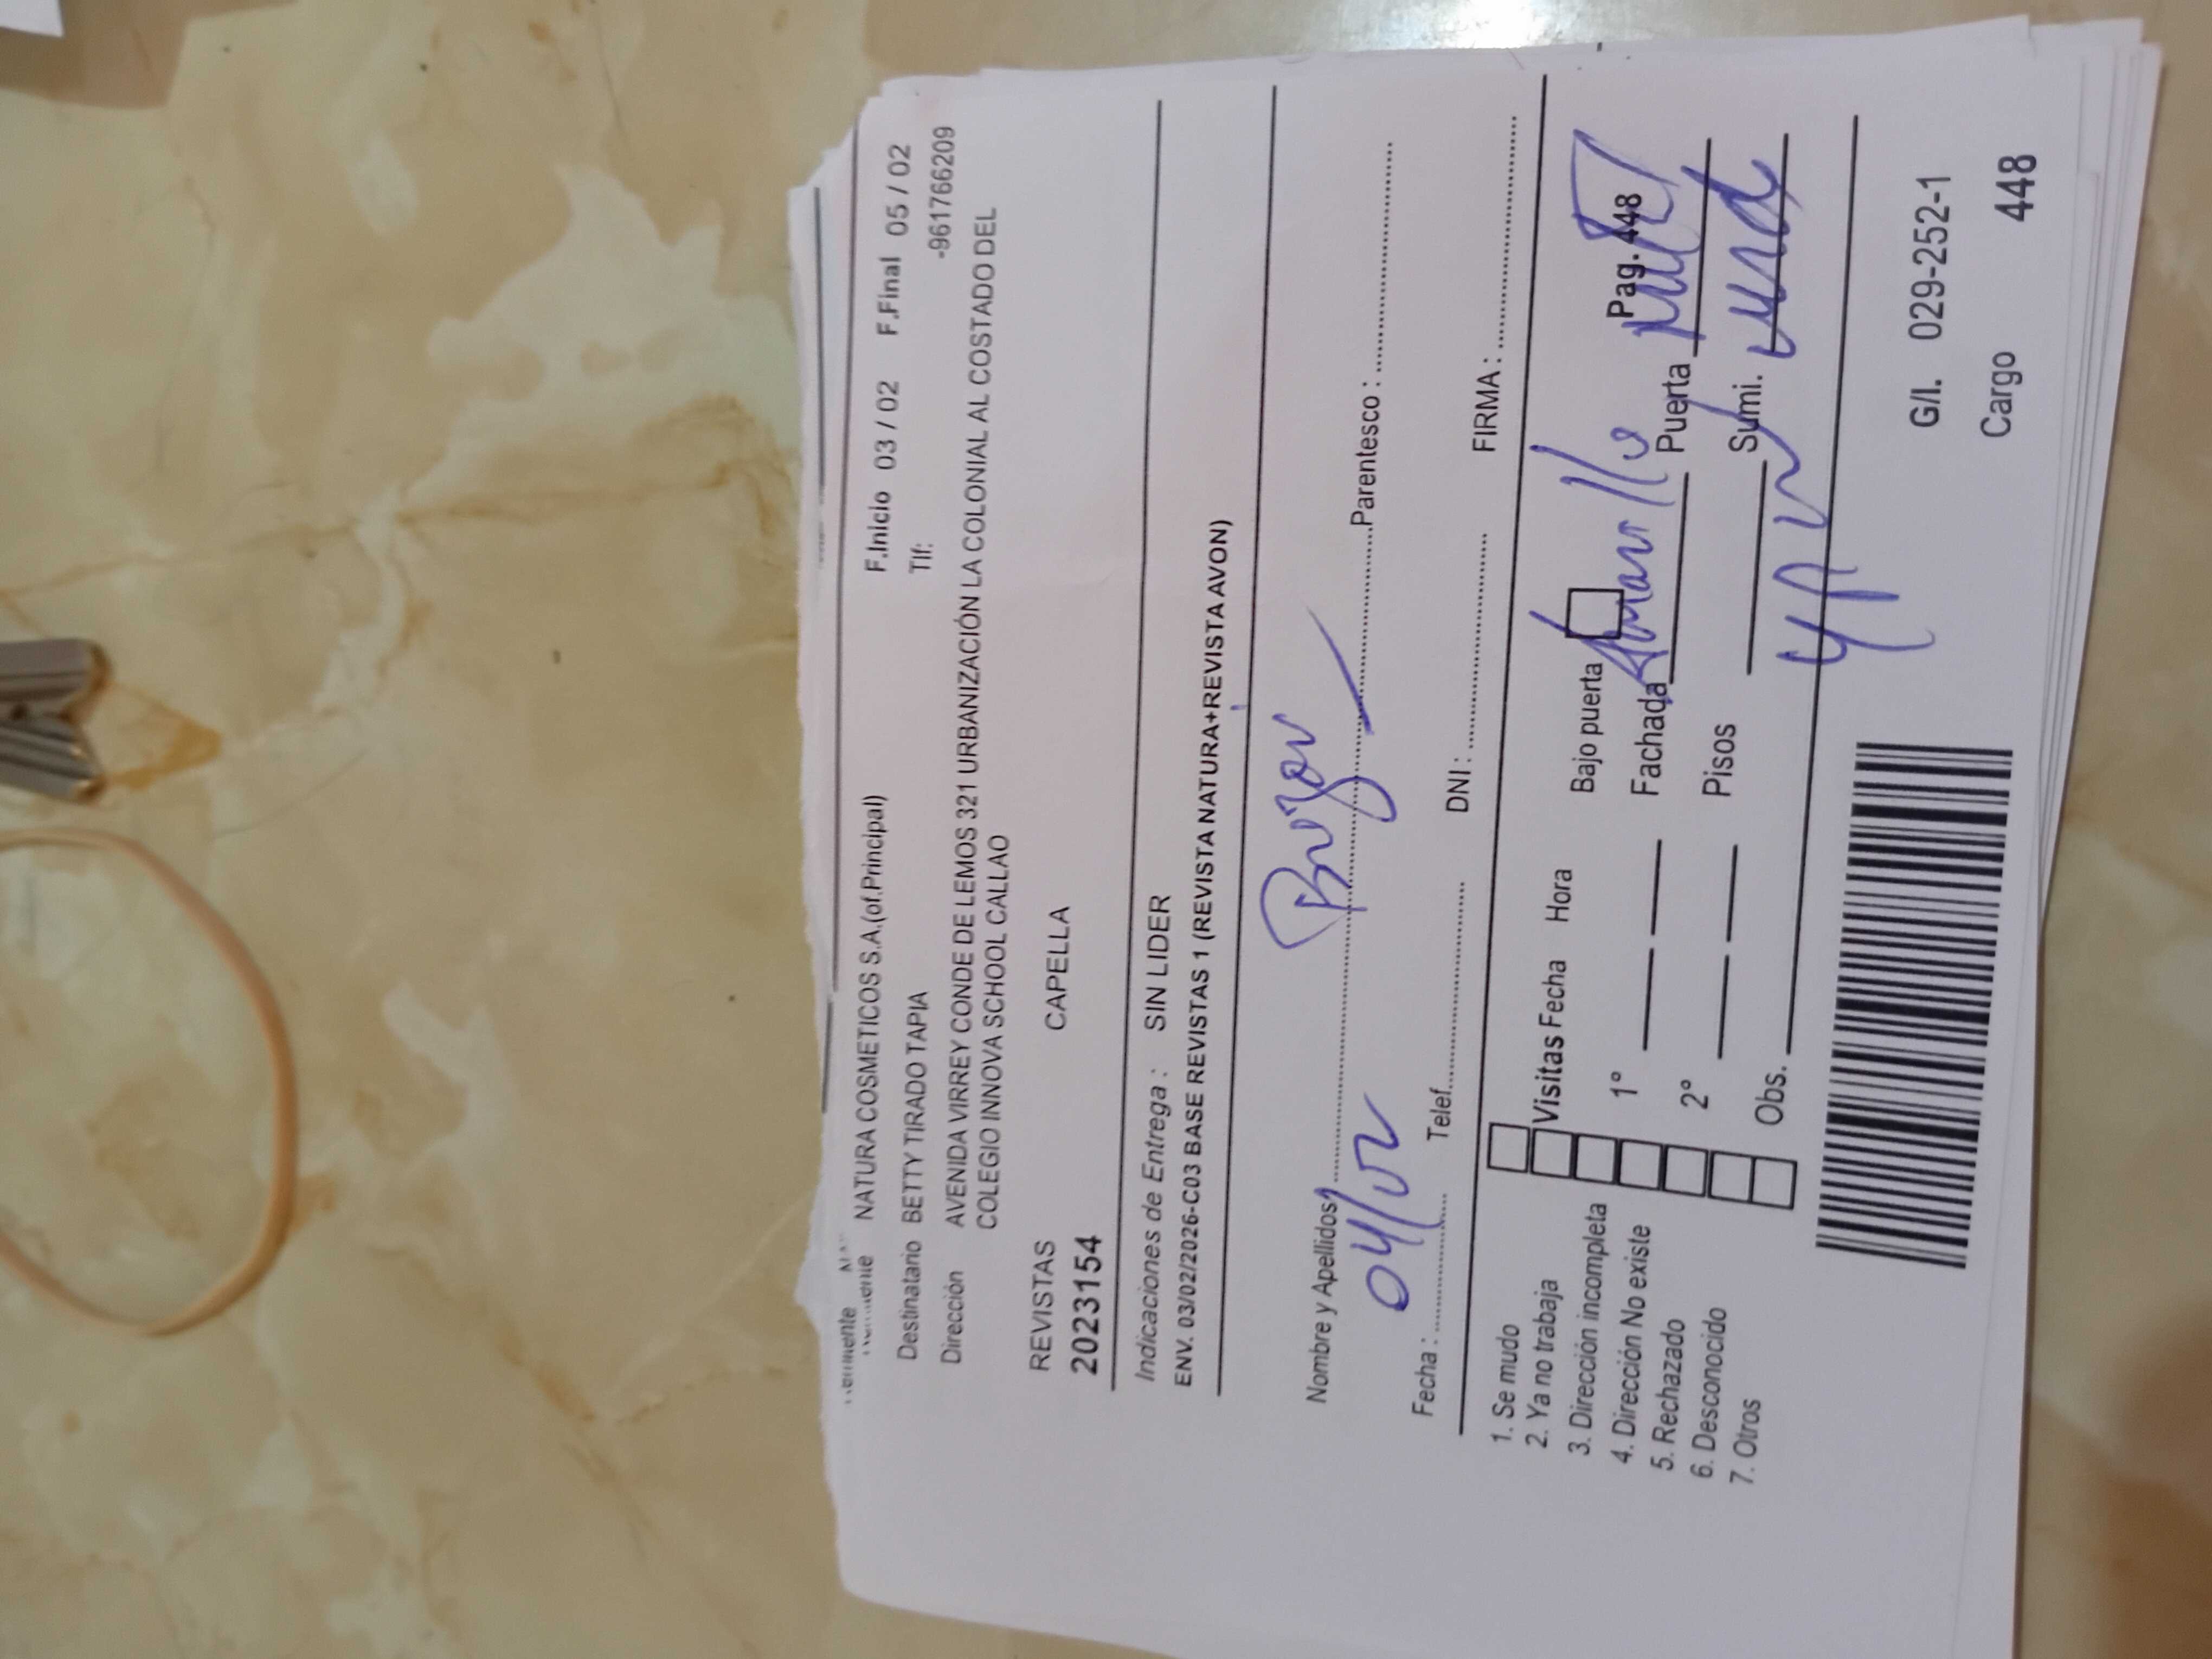 NATURA COSMETICOS S.A.(of.Principal) F.Inicio 03 / 02 F.Final 05 / 02
Destinatario BETTY TIRADO TAPIA Tlf: -961766209
Dirección AVENIDA VIRREY CONDE DE LEMOS 321 URBANIZACIÓN LA COLONIAL AL COSTADO DEL
COLEGIO INNOVA SCHOOL CALLAO
REVISTAS CAPELLA
2023154
Indicaciones de Entrega : SIN LIDER
ENV. 03/02/2026-C03 BASE REVISTAS 1 (REVISTA NATURA+REVISTA AVON)
Nombre y Apellidos Parentesco :
04/02
Fecha : Telef. DNI : FIRMA :
1. Se mudo
2. Ya no trabaja
3. Dirección incompleta
4. Dirección No existe
5. Rechazado
6. Desconocido
7. Otros
Visitas Fecha Hora Bajo puerta Pag. 448
1° Fachada Amarillo Puerta
2° Pisos Sumi.
Obs.
G/I. 029-252-1
Cargo 448